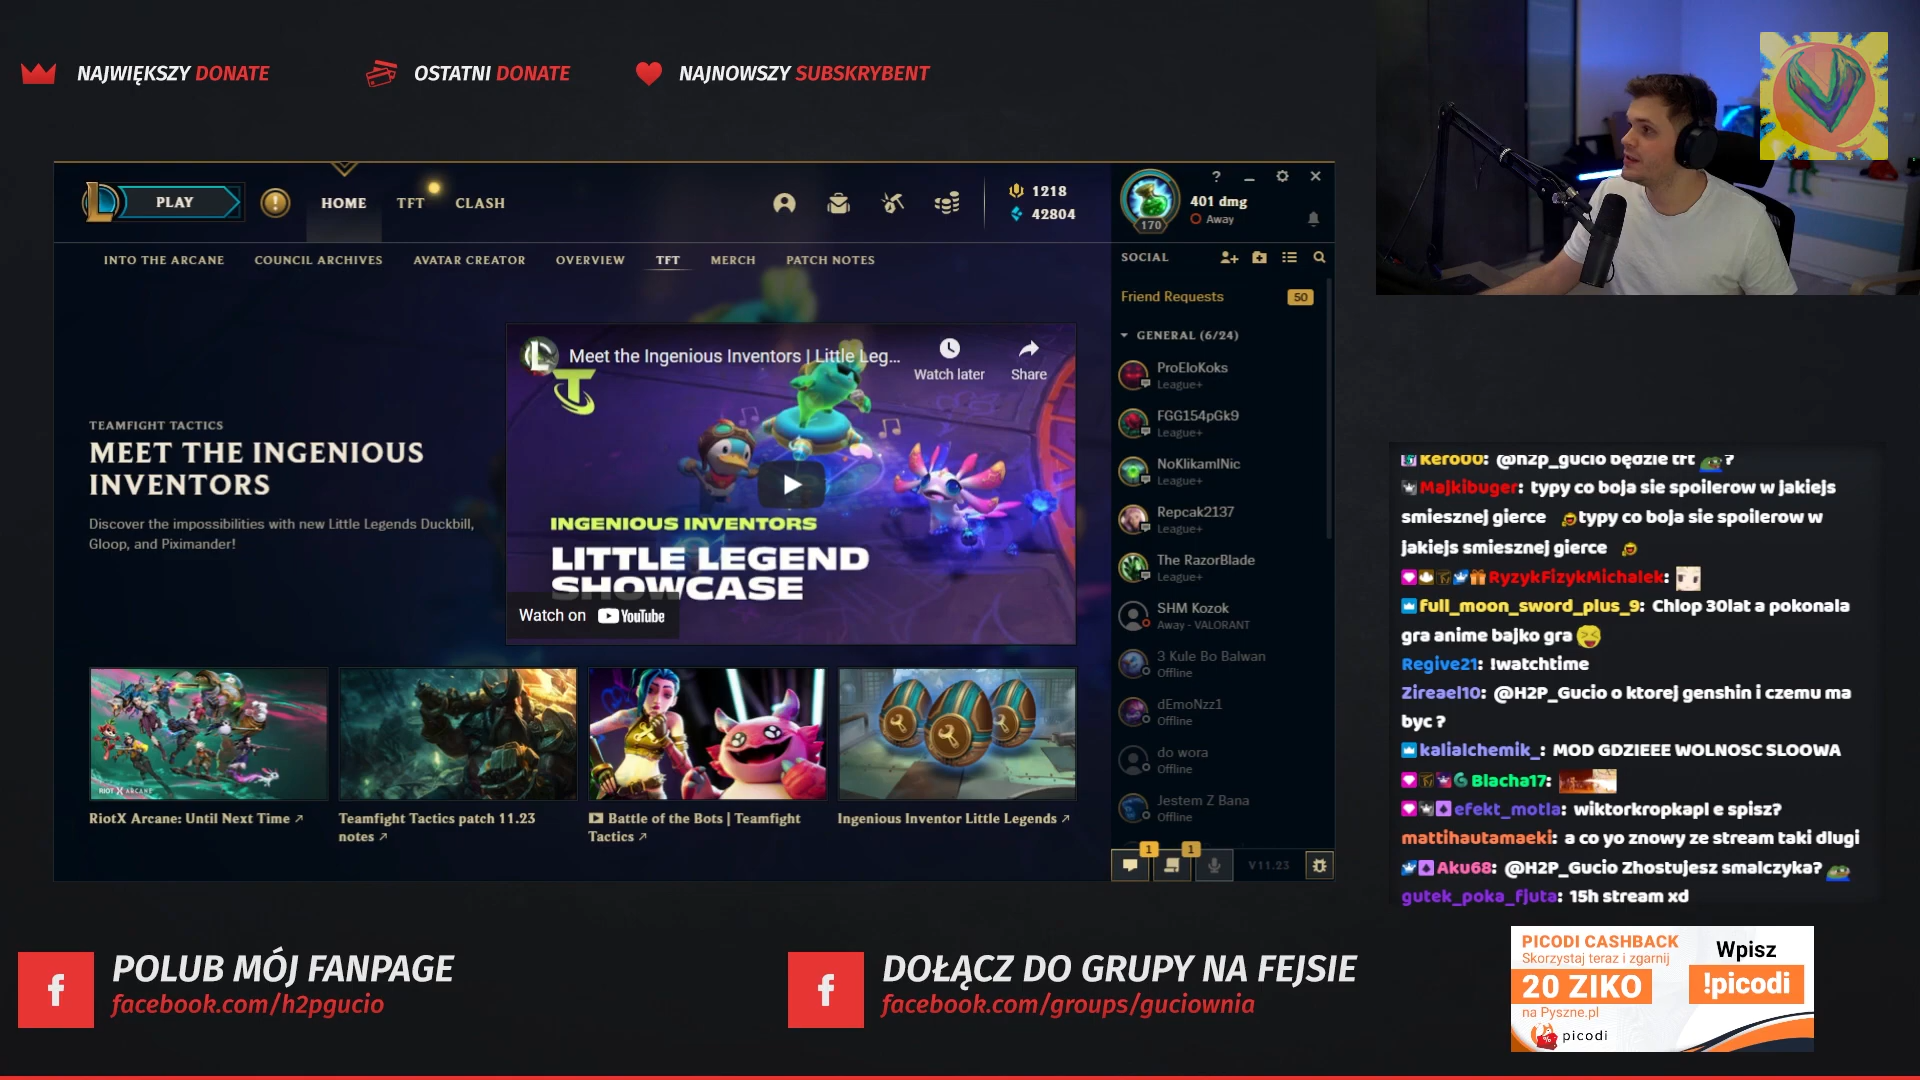 NAJWIĘKSZY DONATE
OSTATNI DONATE
NAJNOWSZY SUBSKRYBENT
PLAY
HOME
TFT
CLASH
1218
42804
170
401 dmg
Away
INTO THE ARCANE
COUNCIL ARCHIVES
AVATAR CREATOR
OVERVIEW
TFT
MERCH
PATCH NOTES
TEAMFIGHT TACTICS
MEET THE INGENIOUS
INVENTORS
Discover the impossibilities with new Little Legends Duckbill,
Gloop, and Piximander!
Meet the Ingenious Inventors | Little Leg...
Watch later
Share
INGENIOUS INVENTORS
LITTLE LEGEND
SHOWCASE
Watch on YouTube
RIOT X ARCANE
RiotX Arcane: Until Next Time
Teamfight Tactics patch 11.23
notes
Battle of the Bots | Teamfight
Tactics
Ingenious Inventor Little Legends
SOCIAL
Friend Requests
50
GENERAL (6/24)
ProEloKoks
League+
FGG154pGk9
League+
NoKlikamINic
League+
Repcak2137
League+
The RazorBlade
League+
SHM Kozok
Away - VALORANT
3 Kule Bo Balwan
Offline
dEmoNzz1
Offline
do wora
Offline
Jestem Z Bana
Offline
1
1
V11.23
Kero00: @h2p_gucio będzie tft ?
Majkibuger: typy co boja sie spoilerow w jakiejs
smiesznej gierce typy co boja sie spoilerow w
jakiejs smiesznej gierce
RyzykFizykMichalek:
full_moon_sword_plus_9: Chlop 30lat a pokonala
gra anime bajko gra
Regive21: !watchtime
Zireael10: @H2P_Gucio o ktorej genshin i czemu ma
byc ?
kalialchemik_: MOD GDZIEEE WOLNOSC SLOOWA
Blacha17:
efekt_motla: wiktorkropkapl e spisz?
mattihautamaeki: a co yo znowy ze stream taki dlugi
Aku68: @H2P_Gucio Zhostujesz smalczyka?
gutek_poka_fjuta: 15h stream xd
POLUB MÓJ FANPAGE
facebook.com/h2pgucio
DOŁĄCZ DO GRUPY NA FEJSIE
facebook.com/groups/guciownia
PICODI CASHBACK
Skorzystaj teraz i zgarnij
20 ZIKO
na Pyszne.pl
picodi
Wpisz
!picodi